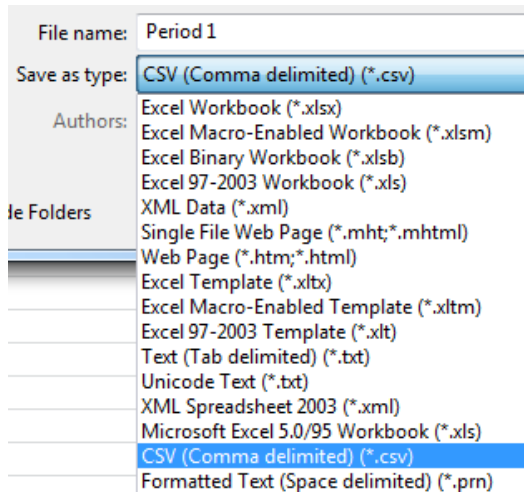 File name: Period 1
Save as type: CSV (Comma delimited) (*.csv)
Authors:
Excel Workbook (*.xlsx)
Excel Macro-Enabled Workbook (*.xlsm)
Excel Binary Workbook (*.xlsb)
Excel 97-2003 Workbook (*.xls)
de Folders
XML Data (*.xml)
Single File Web Page (*.mht;*.mhtml)
Web Page (*.htm;*.html)
Excel Template (*.xltx)
Excel Macro-Enabled Template (*.xltm)
Excel 97-2003 Template (*.xlt)
Text (Tab delimited) (*.txt)
Unicode Text (*.txt)
XML Spreadsheet 2003 (*.xml)
Microsoft Excel 5.0/95 Workbook (*.xls)
CSV (Comma delimited) (*.csv)
Formatted Text (Space delimited) (*.prn)